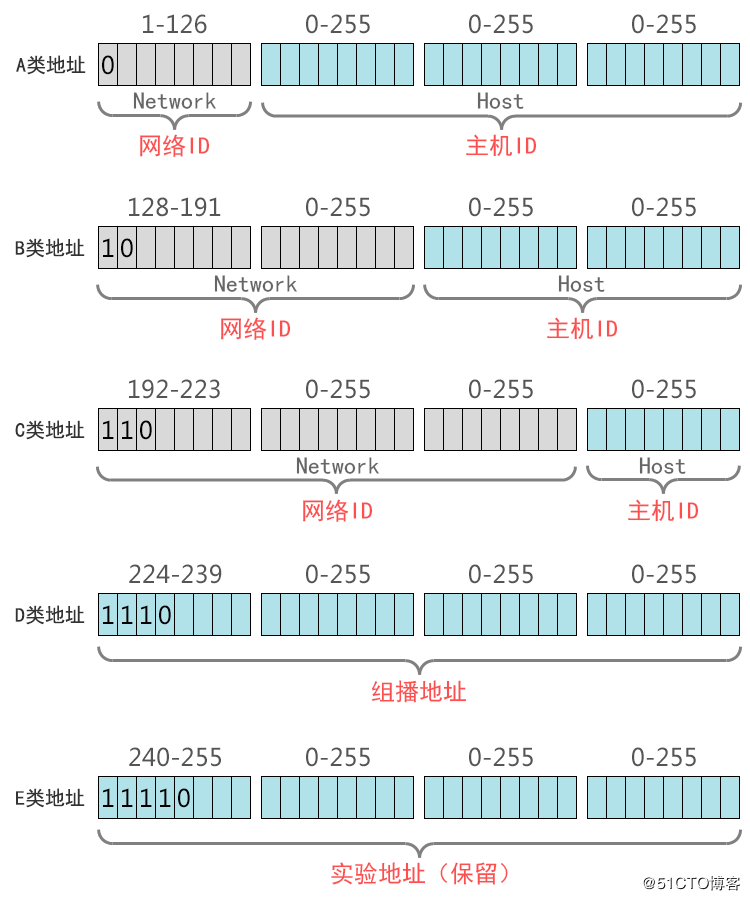 1-126 0-255 0-255 0-255
A类地址 0
Network Host
网络ID 主机ID
128-191 0-255 0-255 0-255
B类地址 10
Network Host
网络ID 主机ID
192-223 0-255 0-255 0-255
C类地址 110
Network Host
网络ID 主机ID
224-239 0-255 0-255 0-255
D类地址 1110
组播地址
240-255 0-255 0-255 0-255
E类地址 11110
实验地址（保留）
@51CTO博客